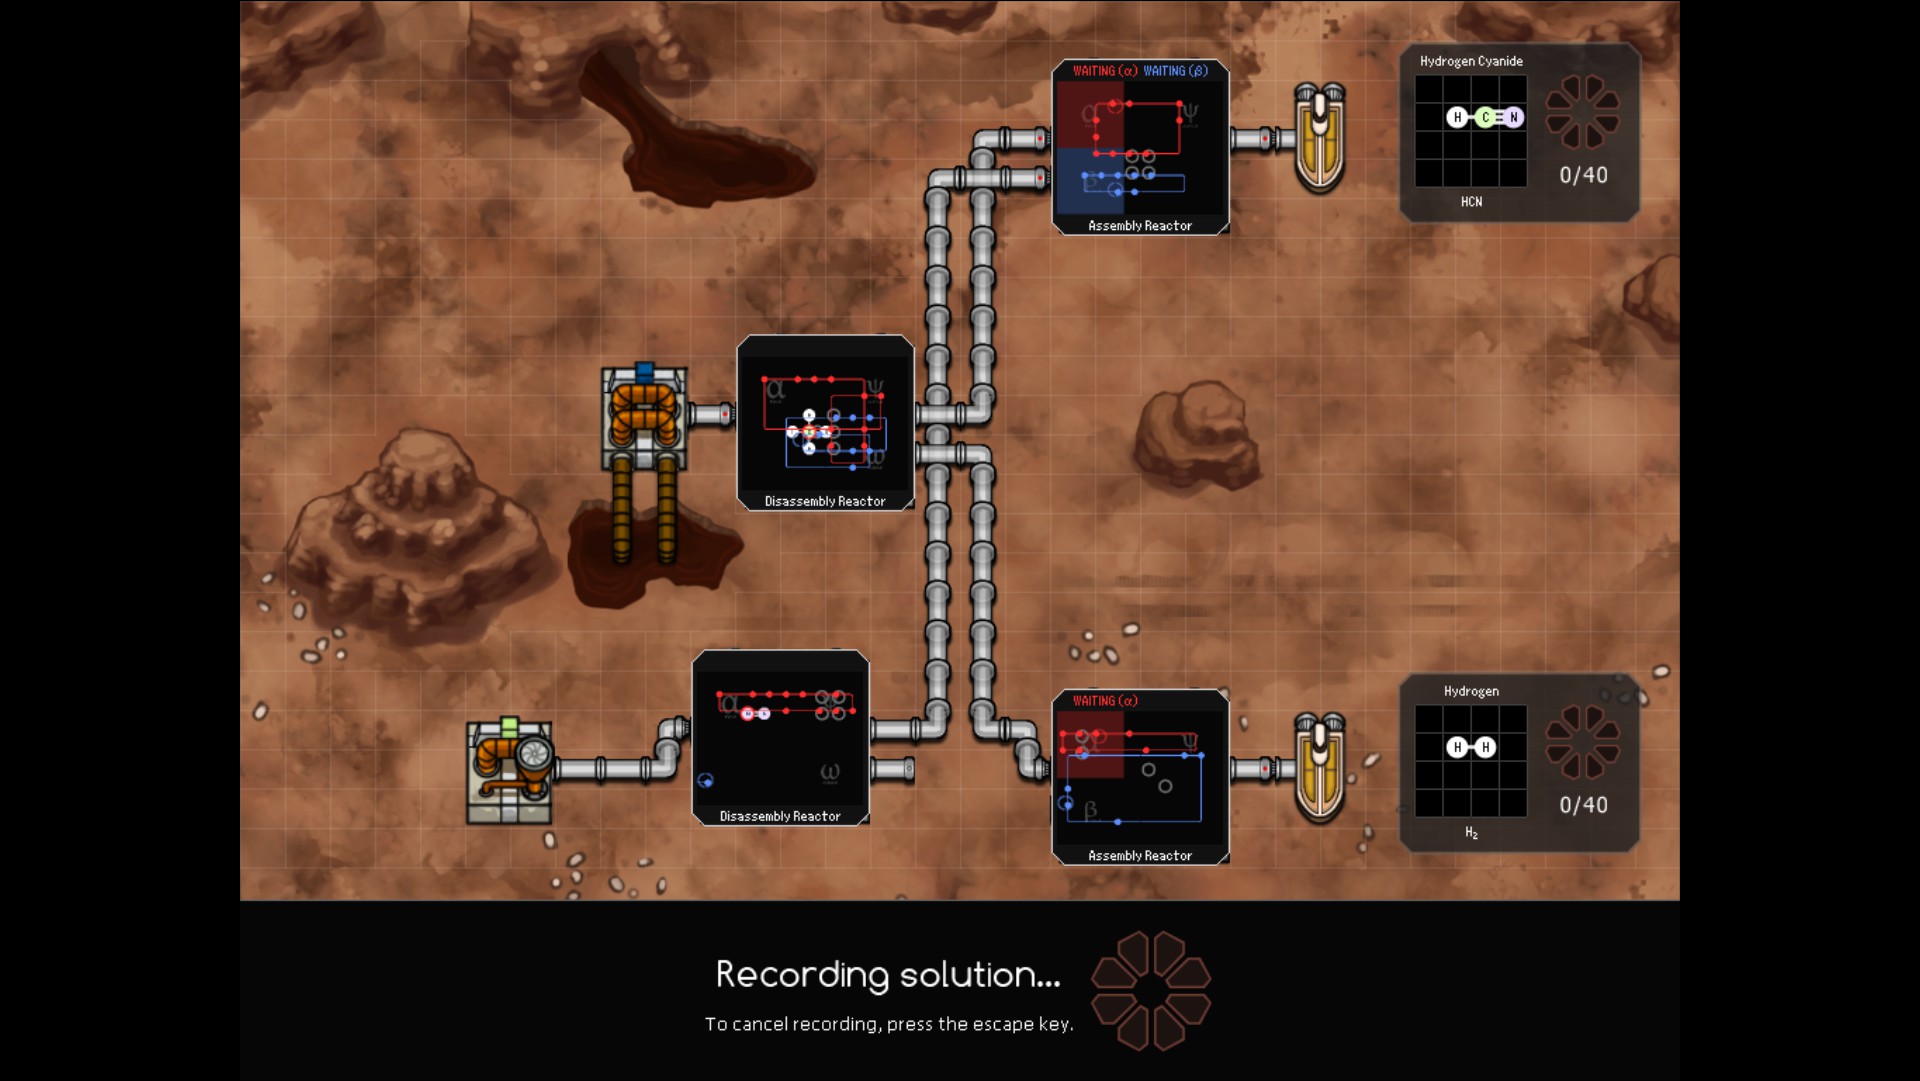 WAITING (α) WAITING (β)
α
ψ
β
Assembly Reactor
Hydrogen Cyanide
H C N
0/40
HCN
α
ψ
ω
Disassembly Reactor
α
ω
Disassembly Reactor
WAITING (α)
ψ
β
Assembly Reactor
Hydrogen
H H
0/40
H₂
Recording solution...
To cancel recording, press the escape key.